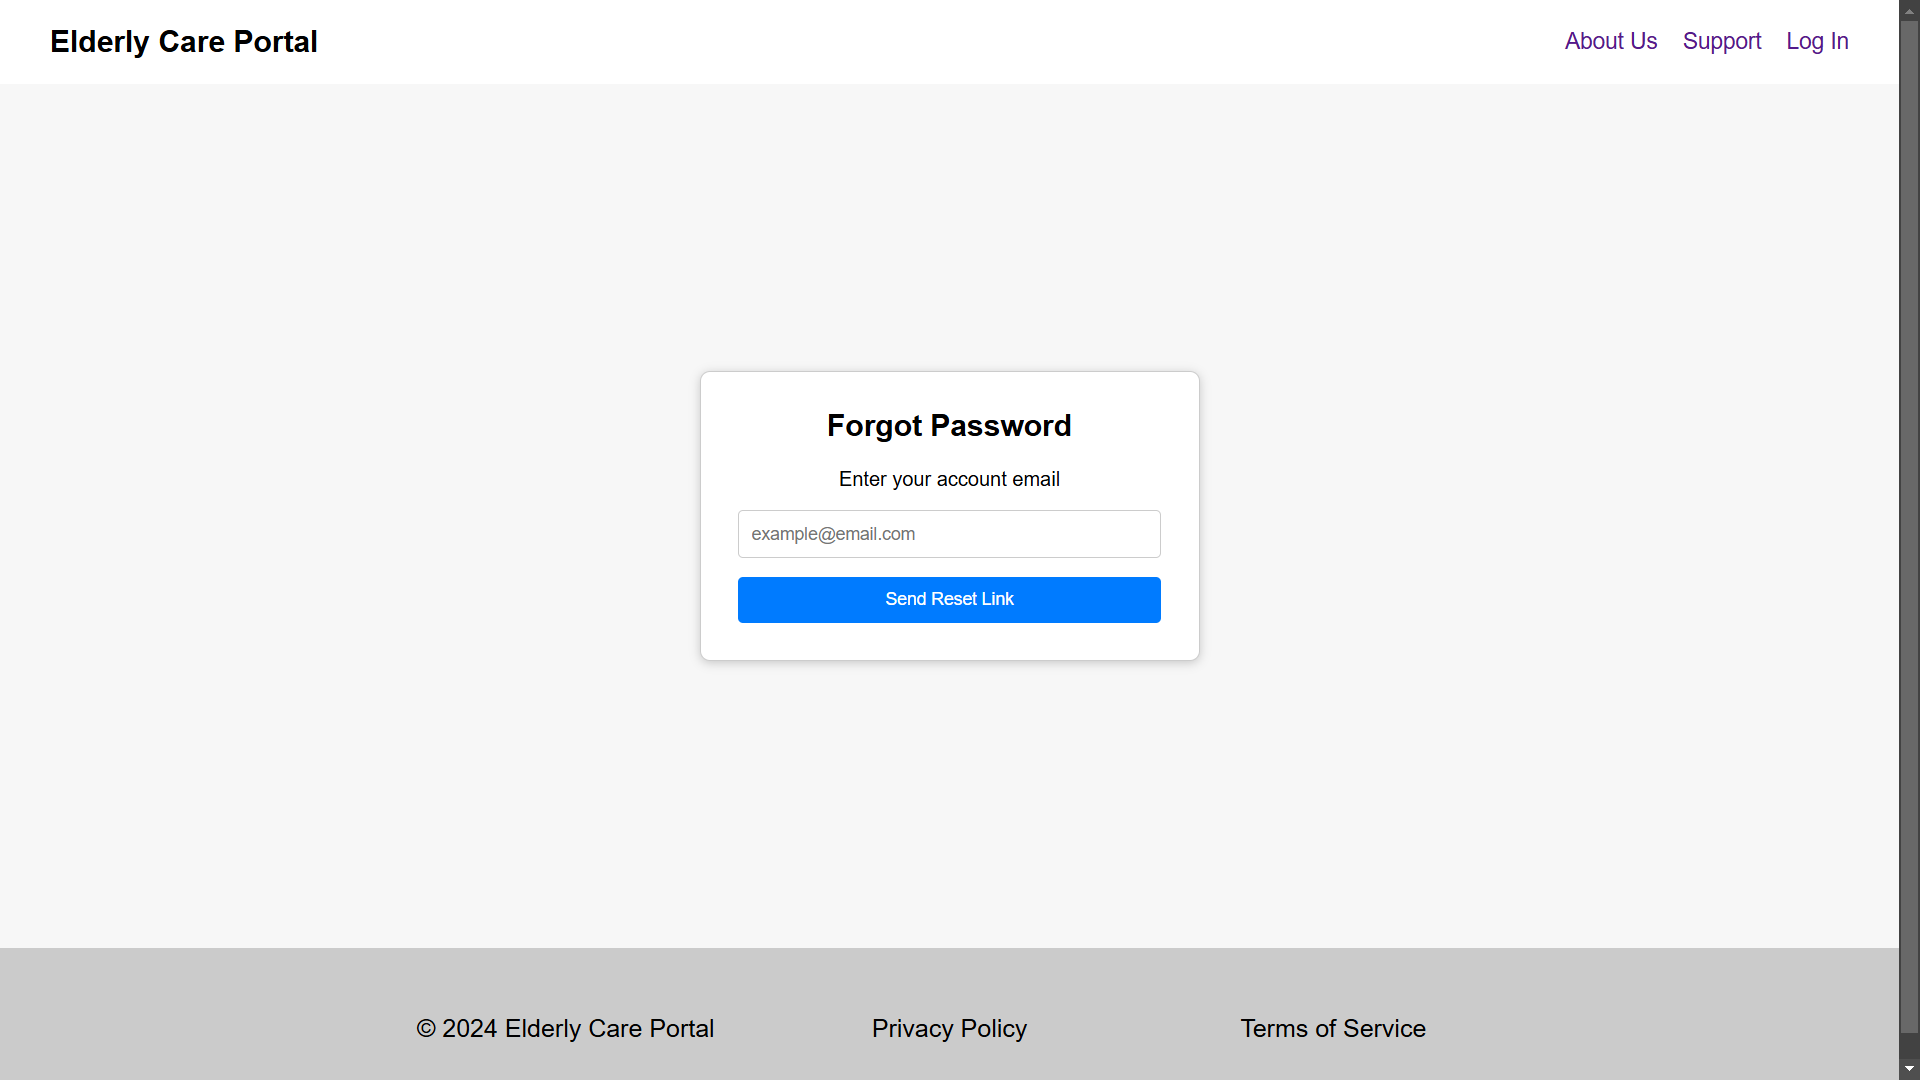 Elderly Care Portal
About Us Support Log In
Forgot Password
Enter your account email
example@email.com
Send Reset Link
© 2024 Elderly Care Portal Privacy Policy Terms of Service